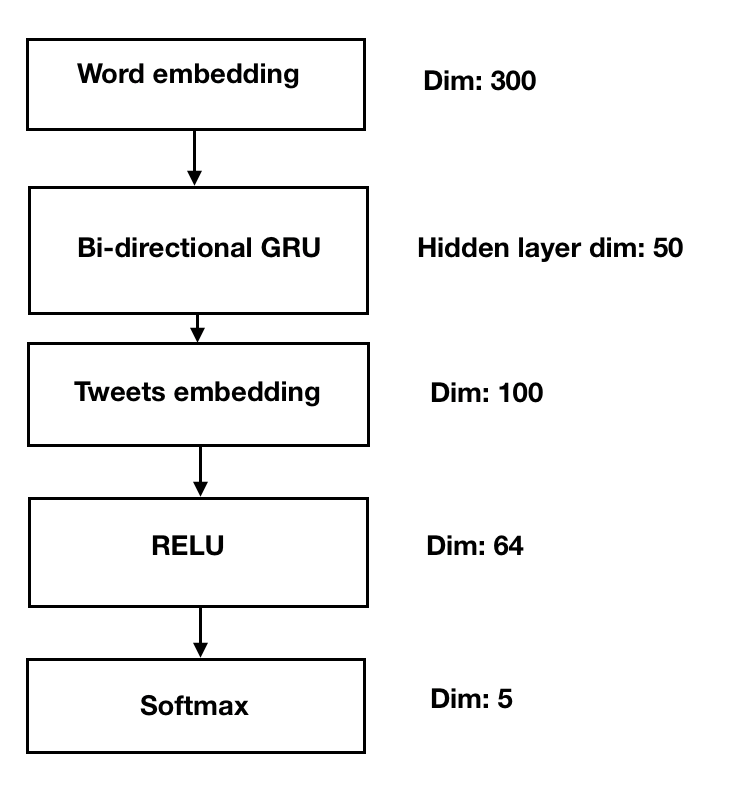 Word embedding
Dim: 300
Bi-directional GRU
Hidden layer dim: 50
Tweets embedding
Dim: 100
RELU
Dim: 64
Softmax
Dim: 5